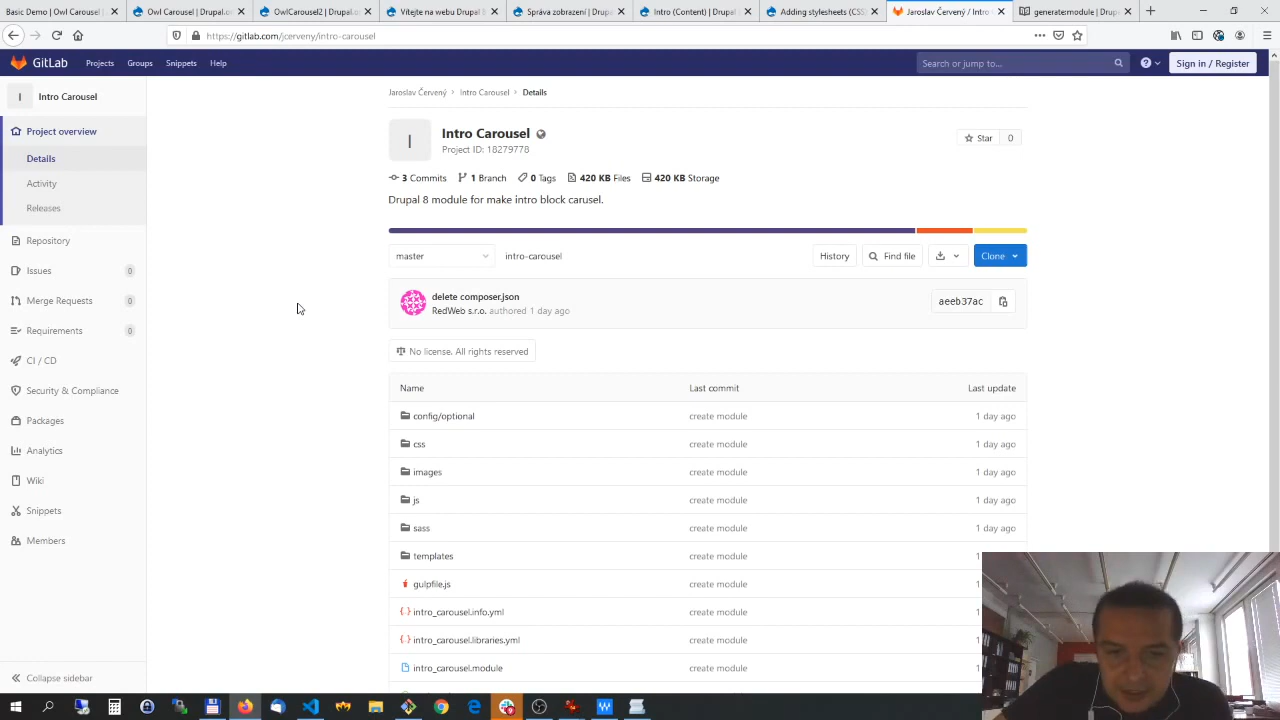 Basic Demo | Owl Carousel |
Owl Carousel | Drupal.or
OwlCarousel2 | Drupalco
Vítejte na webu Drupal l
Správa zobrazení | Drupa
Intro (Content) | Drupal
Adding stylesheets (CSS)
Jaroslav Červený / Intro
generate:module | Drup
https://gitlab.com/jcerveny/intro-carousel
GitLab
Projects
Groups
Snippets
Help
Search or jump to...
Sign in / Register
I
Intro Carousel
Project overview
Details
Activity
Releases
Repository
Issues
0
Merge Requests
0
Requirements
0
CI / CD
Security & Compliance
Packages
Analytics
Wiki
Snippets
Members
Collapse sidebar
Jaroslav Červený > Intro Carousel > Details
I
Intro Carousel
Project ID: 18279778
Star
0
3 Commits
1 Branch
0 Tags
420 KB Files
420 KB Storage
Drupal 8 module for make intro block carusel.
master
intro-carousel
History
Find file
Clone
delete composer.json
RedWeb s.r.o. authored 1 day ago
aeeb37ac
No license. All rights reserved
Name Last commit Last update
config/optional create module 1 day ago
css create module 1 day ago
images create module 1 day ago
js create module 1 day ago
sass create module 1 day ago
templates create module 1
gulpfile.js create module 1
intro_carousel.info.yml create module 1
intro_carousel.libraries.yml create module 1
intro_carousel.module create module 1